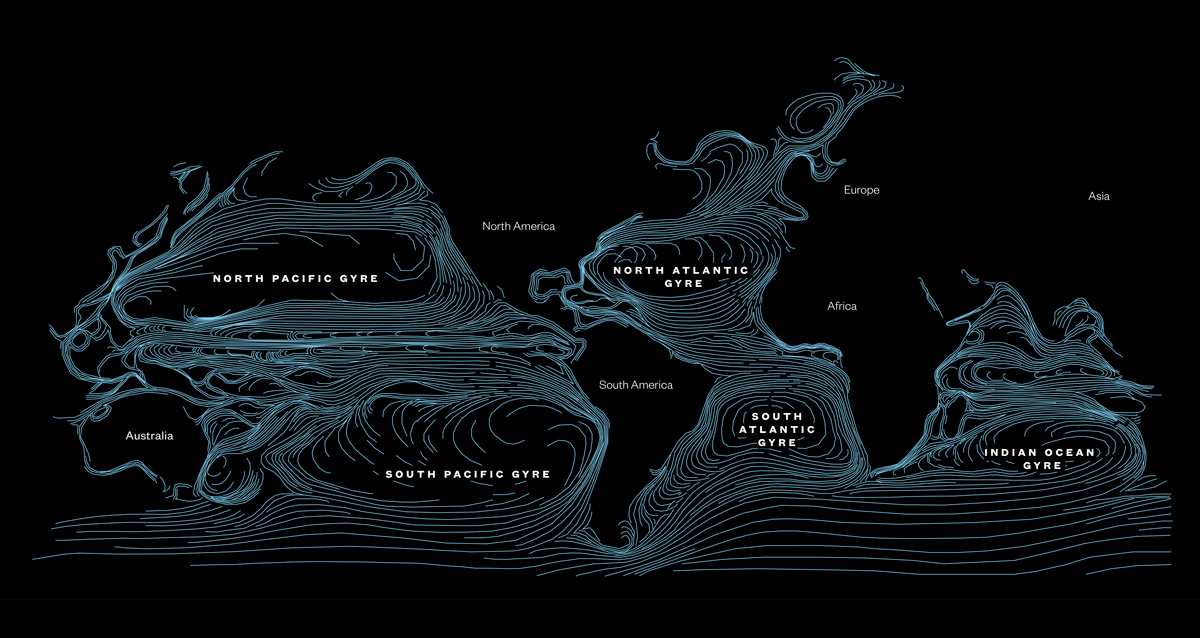 Europe
Asia
North America
NORTH PACIFIC GYRE
NORTH ATLANTIC
GYRE
Africa
South America
Australia
SOUTH
ATLANTIC
GYRE
SOUTH PACIFIC GYRE
INDIAN OCEAN
GYRE